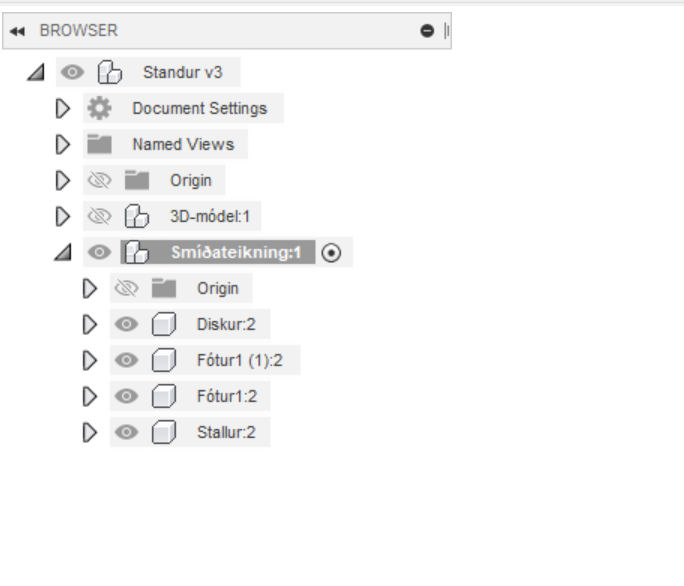 BROWSER
Standur v3
Document Settings
Named Views
Origin
3D-módel:1
Smíðateikning:1
Origin
Diskur:2
Fótur1 (1):2
Fótur1:2
Stallur:2